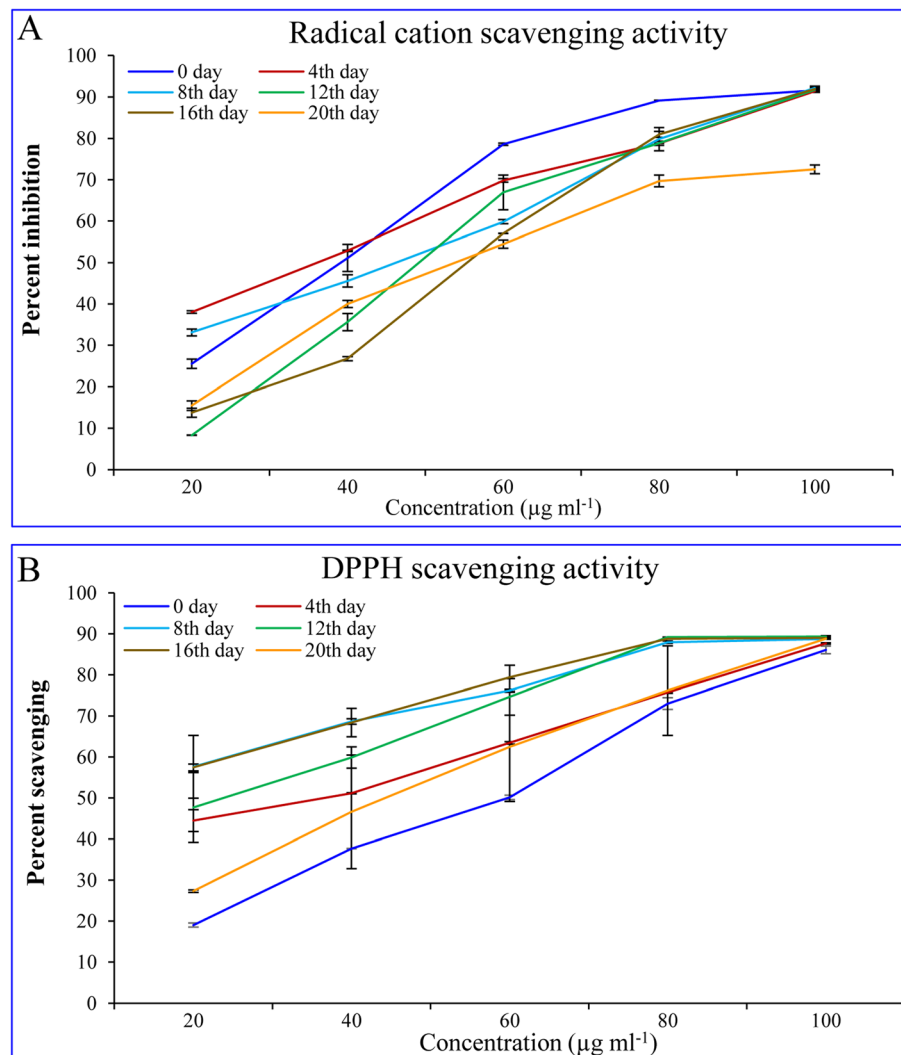 A
Radical cation scavenging activity
100
90
80
70
60
50
40
30
20
10
0
0 day
4th day
8th day
12th day
16th day
20th day
Percent inhibition
20
40
60
80
100
Concentration (µg ml⁻¹)
B
DPPH scavenging activity
100
90
80
70
60
50
40
30
20
10
0
0 day
4th day
8th day
12th day
16th day
20th day
Percent scavenging
20
40
60
80
100
Concentration (µg ml⁻¹)